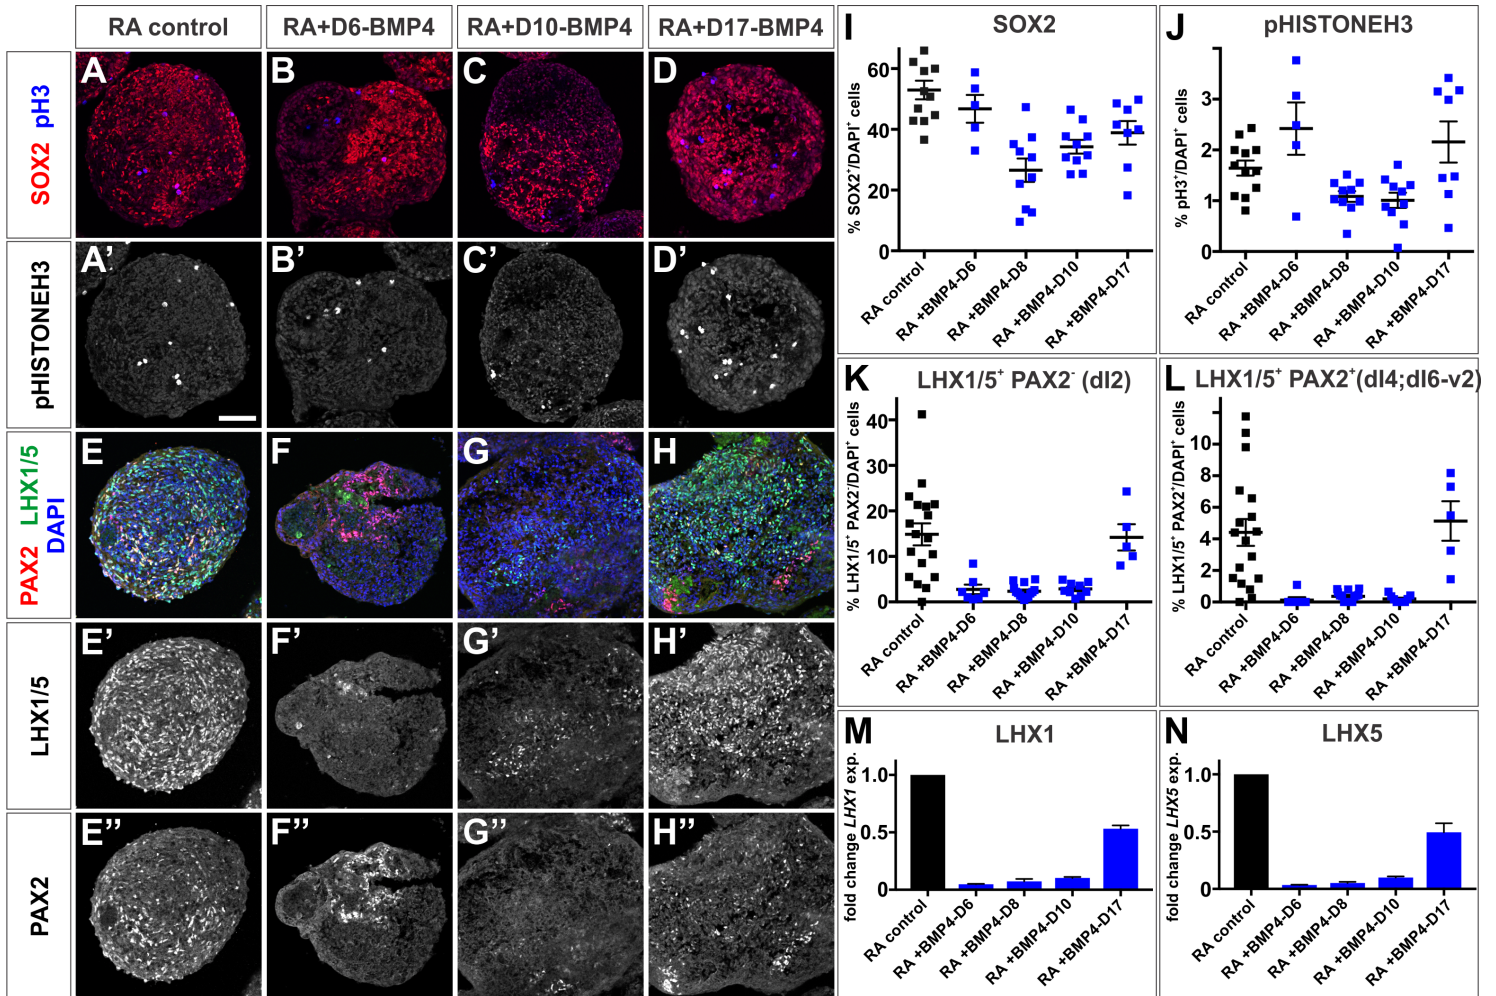 RA control
RA+D6-BMP4
RA+D10-BMP4
RA+D17-BMP4
SOX2 pH3
A
B
C
D
pHISTONEH3
A’
B’
C’
D’
PAX2 LHX1/5
DAPI
E
F
G
H
LHX1/5
E’
F’
G’
H’
PAX2
E’’
F’’
G’’
H’’
I
SOX2
% SOX2⁺/DAPI⁺ cells
60
40
20
0
RA control
RA +BMP4-D6
RA +BMP4-D8
RA +BMP4-D10
RA +BMP4-D17
J
pHISTONEH3
% pH3⁺/DAPI⁺ cells
3
2
1
0
RA control
RA +BMP4-D6
RA +BMP4-D8
RA +BMP4-D10
RA +BMP4-D17
K
LHX1/5⁺ PAX2⁻ (dI2)
% LHX1/5⁺ PAX2⁻/DAPI⁺ cells
40
30
20
10
0
RA control
RA +BMP4-D6
RA +BMP4-D8
RA +BMP4-D10
RA +BMP4-D17
L
LHX1/5⁺ PAX2⁺(dI4;dI6-v2)
% LHX1/5⁺ PAX2⁺/DAPI⁺ cells
10
8
6
4
2
0
RA control
RA +BMP4-D6
RA +BMP4-D8
RA +BMP4-D10
RA +BMP4-D17
M
LHX1
fold change LHX1 exp.
1.0
0.5
0
RA control
RA +BMP4-D6
RA +BMP4-D8
RA +BMP4-D10
RA +BMP4-D17
N
LHX5
fold change LHX5 exp.
1.0
0.5
0
RA control
RA +BMP4-D6
RA +BMP4-D8
RA +BMP4-D10
RA +BMP4-D17